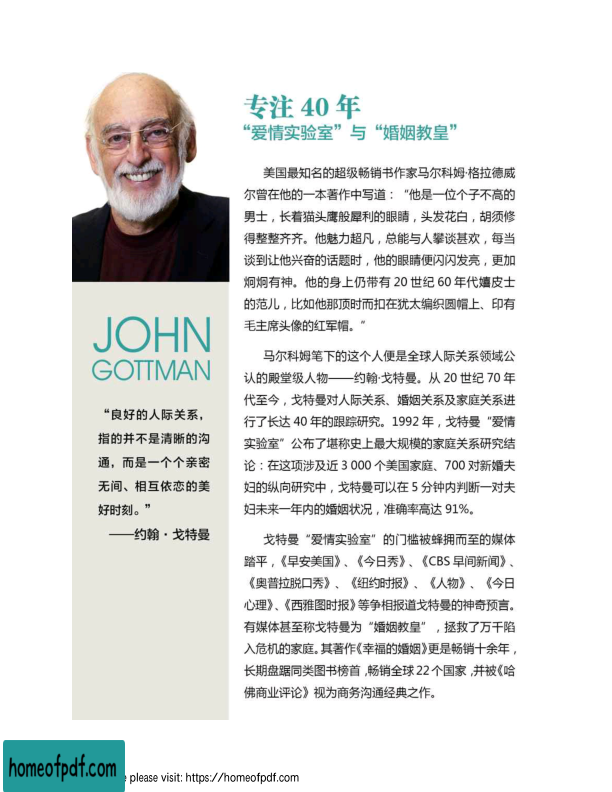 专注 40 年
“爱情实验室”与“婚姻教皇”
美国最知名的超级畅销书作家马尔科姆·格拉德威
尔曾在他的一本著作中写道：“他是一位个子不高的
男士，长着猫头鹰般犀利的眼睛，头发花白，胡须修
得整整齐齐。他魅力超凡，总能与人攀谈甚欢，每当
谈到让他兴奋的话题时，他的眼睛便闪闪发亮，更加
炯炯有神。他的身上仍带有 20 世纪 60 年代嬉皮士
的范儿，比如他那顶时而扣在犹太编织圆帽上、印有
毛主席头像的红军帽。”
马尔科姆笔下的这个人便是全球人际关系领域公
认的殿堂级人物——约翰·戈特曼。从 20 世纪 70 年
代至今，戈特曼对人际关系、婚姻关系及家庭关系进
行了长达 40 年的跟踪研究。1992 年，戈特曼“爱情
实验室”公布了堪称史上最大规模的家庭关系研究结
论：在这项涉及近 3 000 个美国家庭、700 对新婚夫
妇的纵向研究中，戈特曼可以在 5 分钟内判断一对夫
妇未来一年内的婚姻状况，准确率高达 91%。
戈特曼“爱情实验室”的门槛被蜂拥而至的媒体
踏平，《早安美国》、《今日秀》、《CBS 早间新闻》、
《奥普拉脱口秀》、《纽约时报》、《人物》、《今日
心理》、《西雅图时报》等争相报道戈特曼的神奇预言。
有媒体甚至称戈特曼为“婚姻教皇”，拯救了万千陷
入危机的家庭。其著作《幸福的婚姻》更是畅销十余年，
长期盘踞同类图书榜首，畅销全球 22 个国家，并被《哈
佛商业评论》视为商务沟通经典之作。
JOHN
GOTTMAN
“良好的人际关系，
指的并不是清晰的沟
通，而是一个个亲密
无间、相互依恋的美
好时刻。”
——约翰·戈特曼
homeofpdf.com
please visit: https://homeofpdf.com